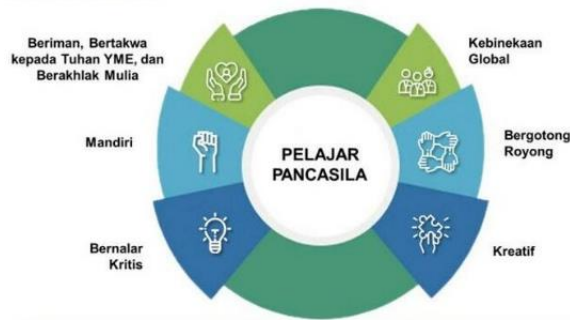 Beriman, Bertakwa
kepada Tuhan YME, dan
Berakhlak Mulia
Kebinekaan
Global
Mandiri
PELAJAR
PANCASILA
Bergotong
Royong
Bernalar
Kritis
Kreatif